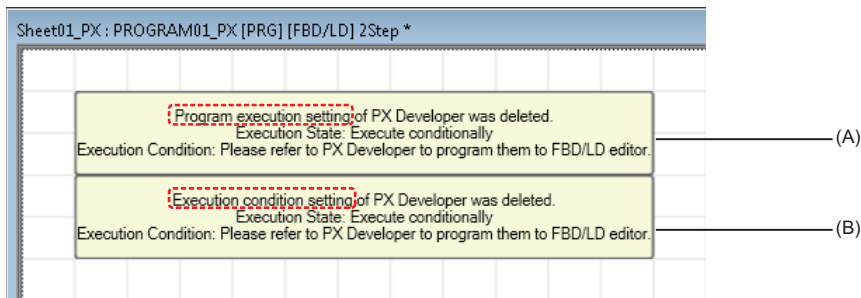 Sheet01_PX : PROGRAM01_PX [PRG] [FBD/LD] 2Step *
Program execution setting of PX Developer was deleted.
Execution State: Execute conditionally
Execution Condition: Please refer to PX Developer to program them to FBD/LD editor.
(A)
Execution condition setting of PX Developer was deleted.
Execution State: Execute conditionally
Execution Condition: Please refer to PX Developer to program them to FBD/LD editor.
(B)